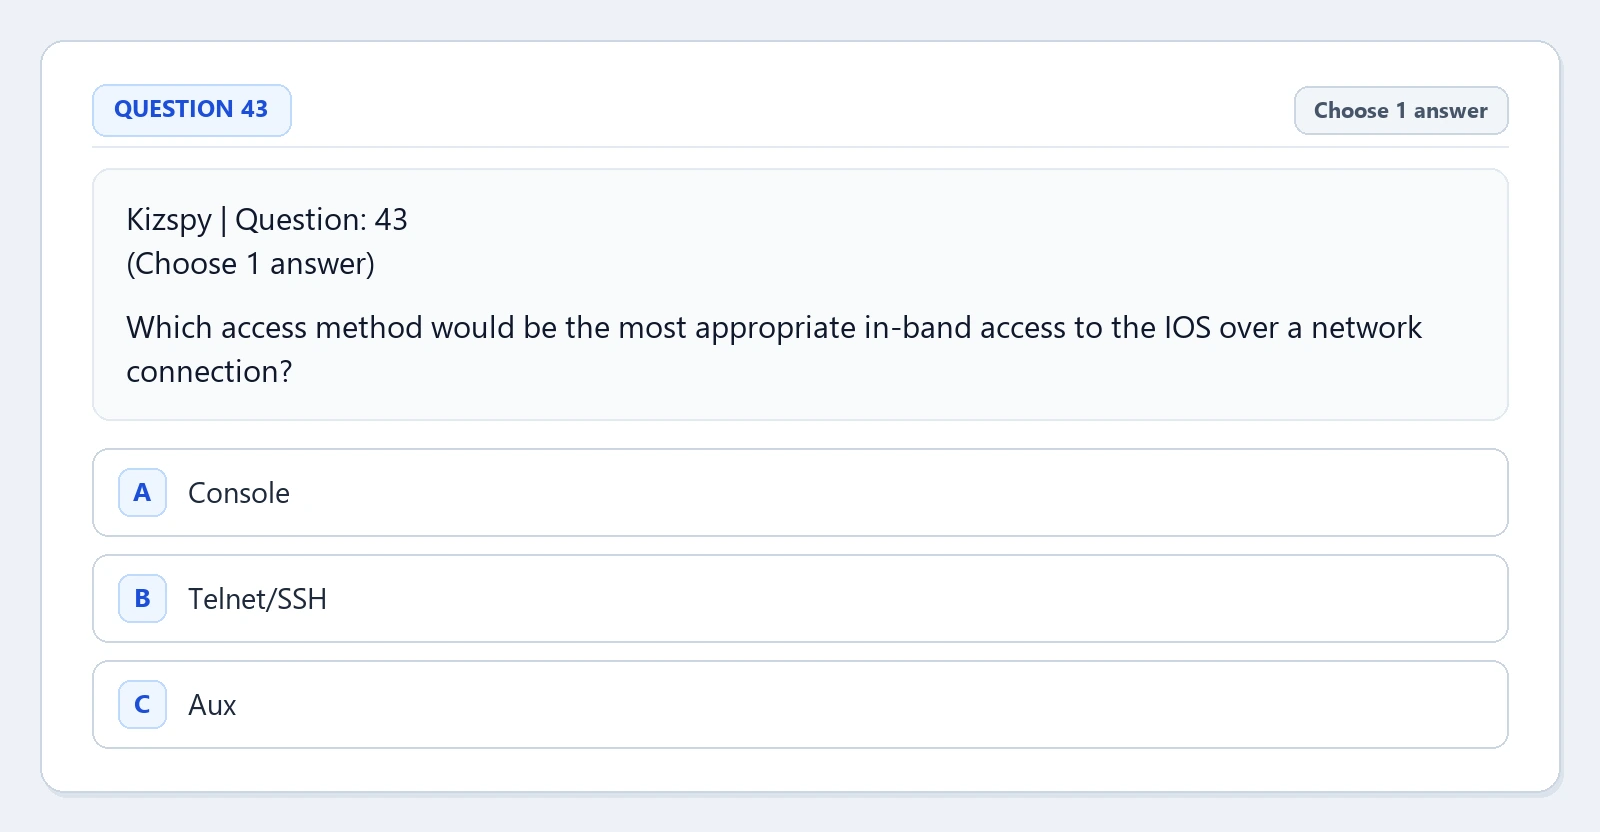 QUESTION 43
Choose 1 answer
Kizspy | Question: 43
(Choose 1 answer)
Which access method would be the most appropriate in-band access to the IOS over a network
connection?
A Console
B Telnet/SSH
C Aux